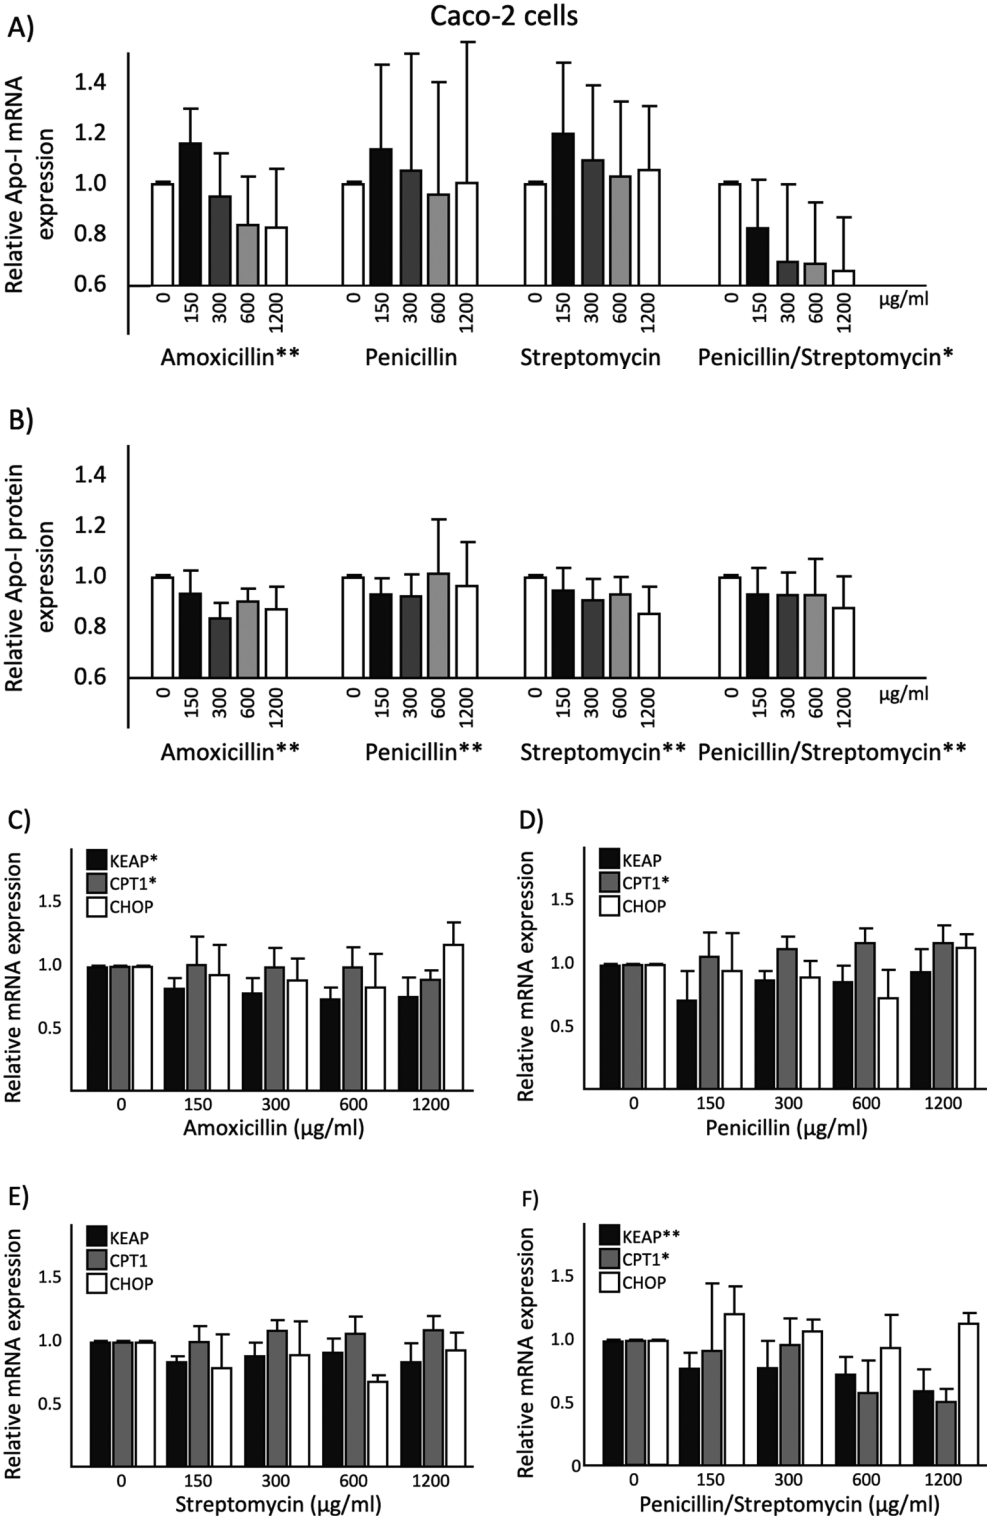 Caco-2 cells
A)
Relative Apo-I mRNA
expression
1.4
1.2
1.0
0.8
0.6
0 150 300 600 1200 0 150 300 600 1200 0 150 300 600 1200 0 150 300 600 1200 µg/ml
Amoxicillin** Penicillin Streptomycin Penicillin/Streptomycin*
B)
Relative Apo-I protein
expression
1.4
1.2
1.0
0.8
0.6
0 150 300 600 1200 0 150 300 600 1200 0 150 300 600 1200 0 150 300 600 1200 µg/ml
Amoxicillin** Penicillin** Streptomycin** Penicillin/Streptomycin**
C)
Relative mRNA expression
KEAP*
CPT1*
CHOP
1.5
1.0
0.5
0 150 300 600 1200
Amoxicillin (µg/ml)
D)
Relative mRNA expression
KEAP
CPT1*
CHOP
1.5
1.0
0.5
0 150 300 600 1200
Penicillin (µg/ml)
E)
Relative mRNA expression
KEAP
CPT1
CHOP
1.5
1.0
0.5
0 150 300 600 1200
Streptomycin (µg/ml)
F)
Relative mRNA expression
KEAP**
CPT1*
CHOP
1.5
1.0
0.5
0
0 150 300 600 1200
Penicillin/Streptomycin (µg/ml)